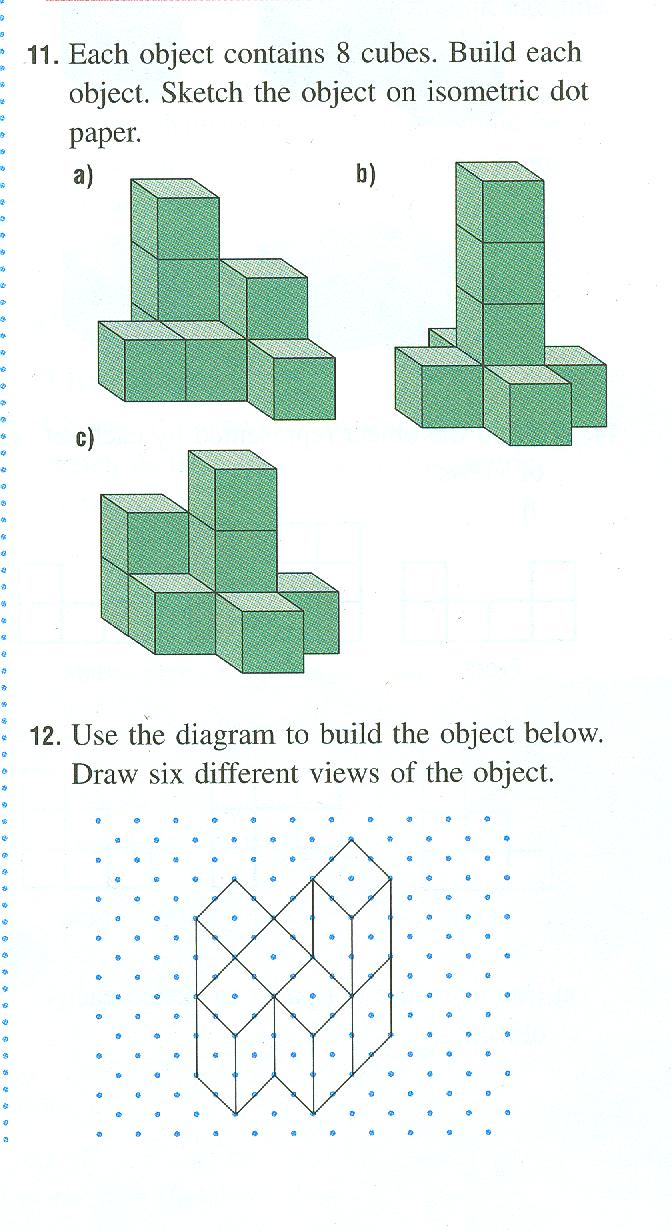 11. Each object contains 8 cubes. Build each
object. Sketch the object on isometric dot
paper.
a)
b)
c)
12. Use the diagram to build the object below.
Draw six different views of the object.